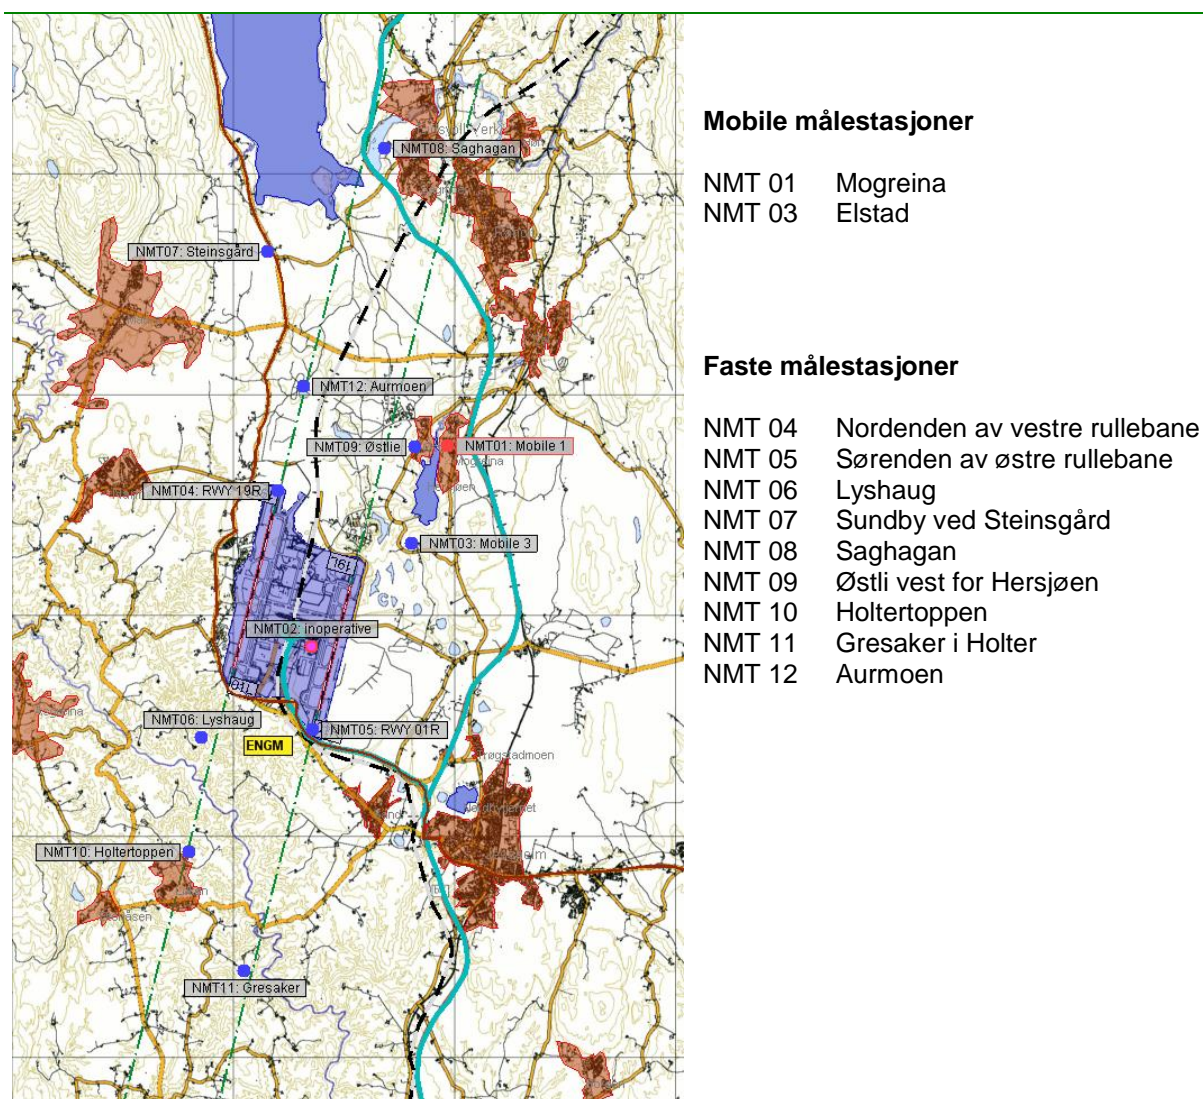 NMT08: Saghagan
NMT07: Steinsgård
NMT12: Aurmoen
NMT09: Østlie
NMT01: Mobile 1
Mogreina
NMT04: RWY 19R
NMT03: Mobile 3
19L
NMT02: inoperative
NMT06: Lyshaug
NMT05: RWY 01R
ENGM
NMT10: Holtertoppen
NMT11: Gresaker
Mobile målestasjoner
NMT 01 Mogreina
NMT 03 Elstad
Faste målestasjoner
NMT 04 Nordenden av vestre rullebane
NMT 05 Sørenden av østre rullebane
NMT 06 Lyshaug
NMT 07 Sundby ved Steinsgård
NMT 08 Saghagan
NMT 09 Østli vest for Hersjøen
NMT 10 Holtertoppen
NMT 11 Gresaker i Holter
NMT 12 Aurmoen